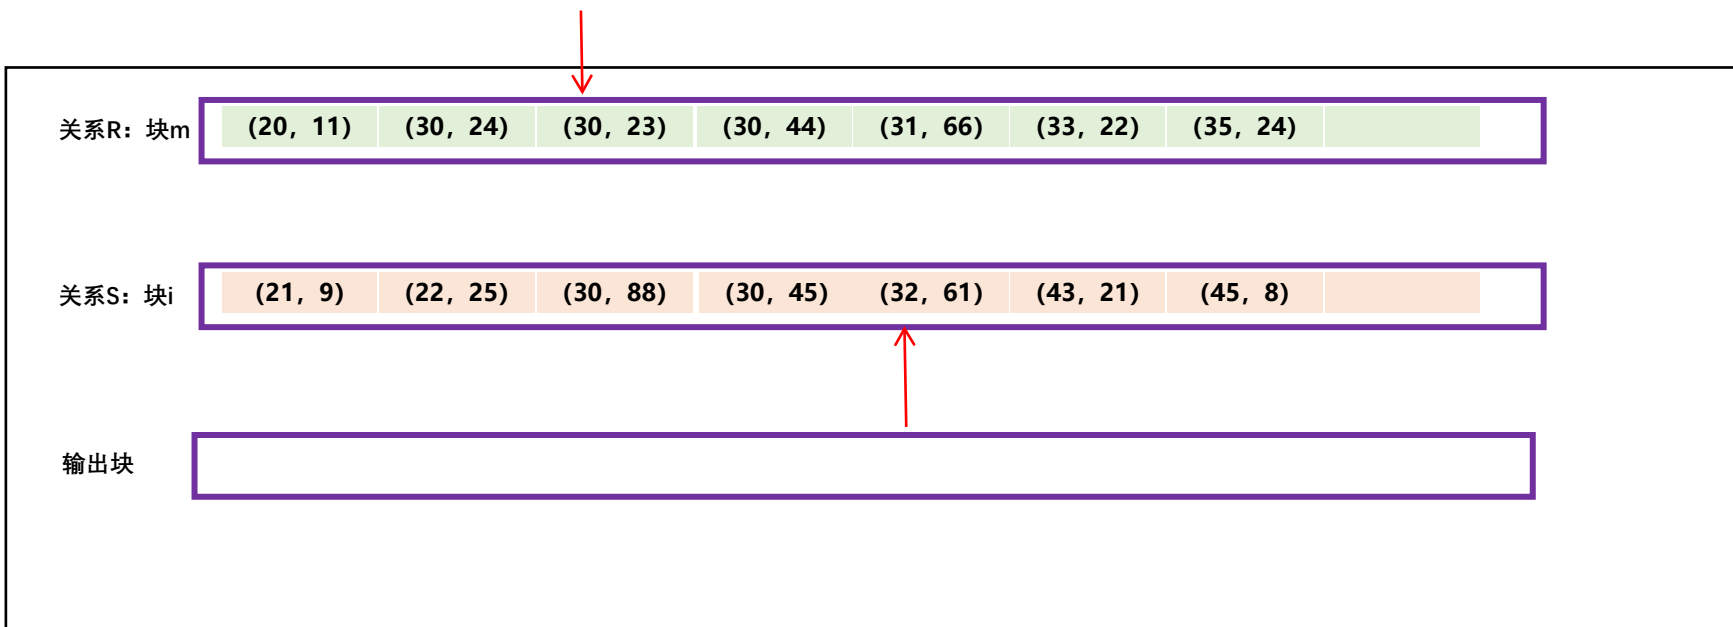 关系R：块m (20，11) (30，24) (30，23) (30，44) (31，66) (33，22) (35，24)
关系S：块i (21，9) (22，25) (30，88) (30，45) (32，61) (43，21) (45，8)
输出块